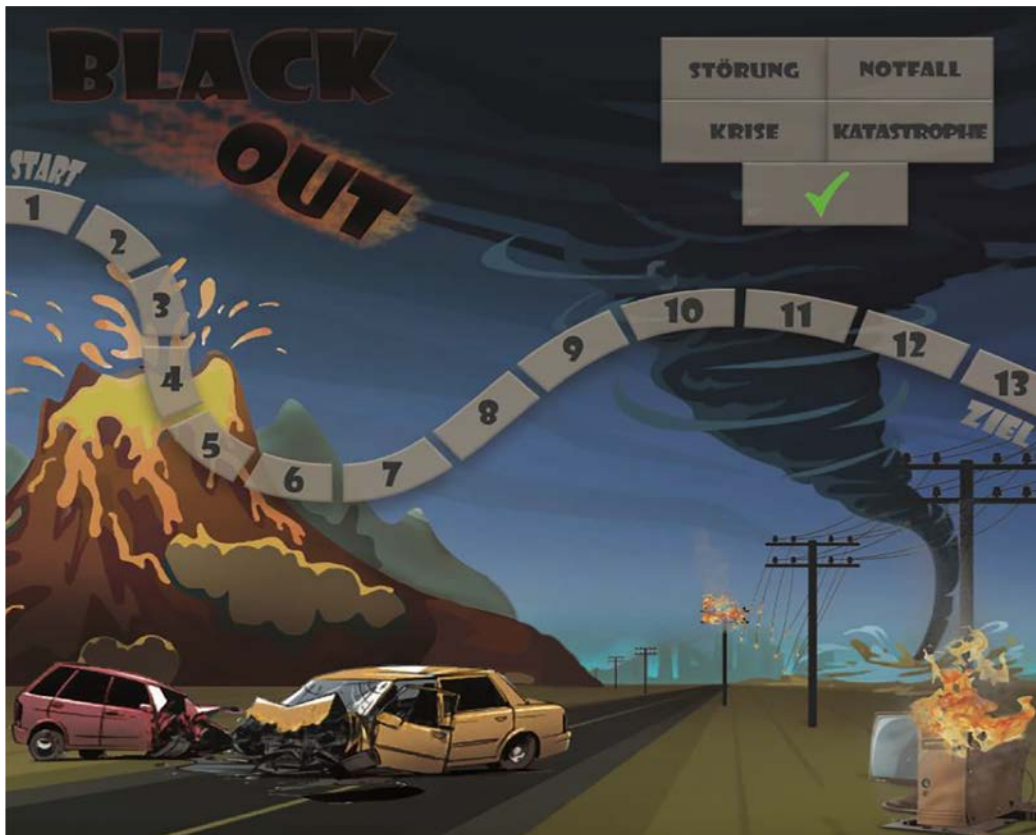 BLACK
OUT
STÖRUNG NOTFALL
KRISE KATASTROPHE
START
1
2
3
4
5
6
7
8
9
10
11
12
13
ZIEL